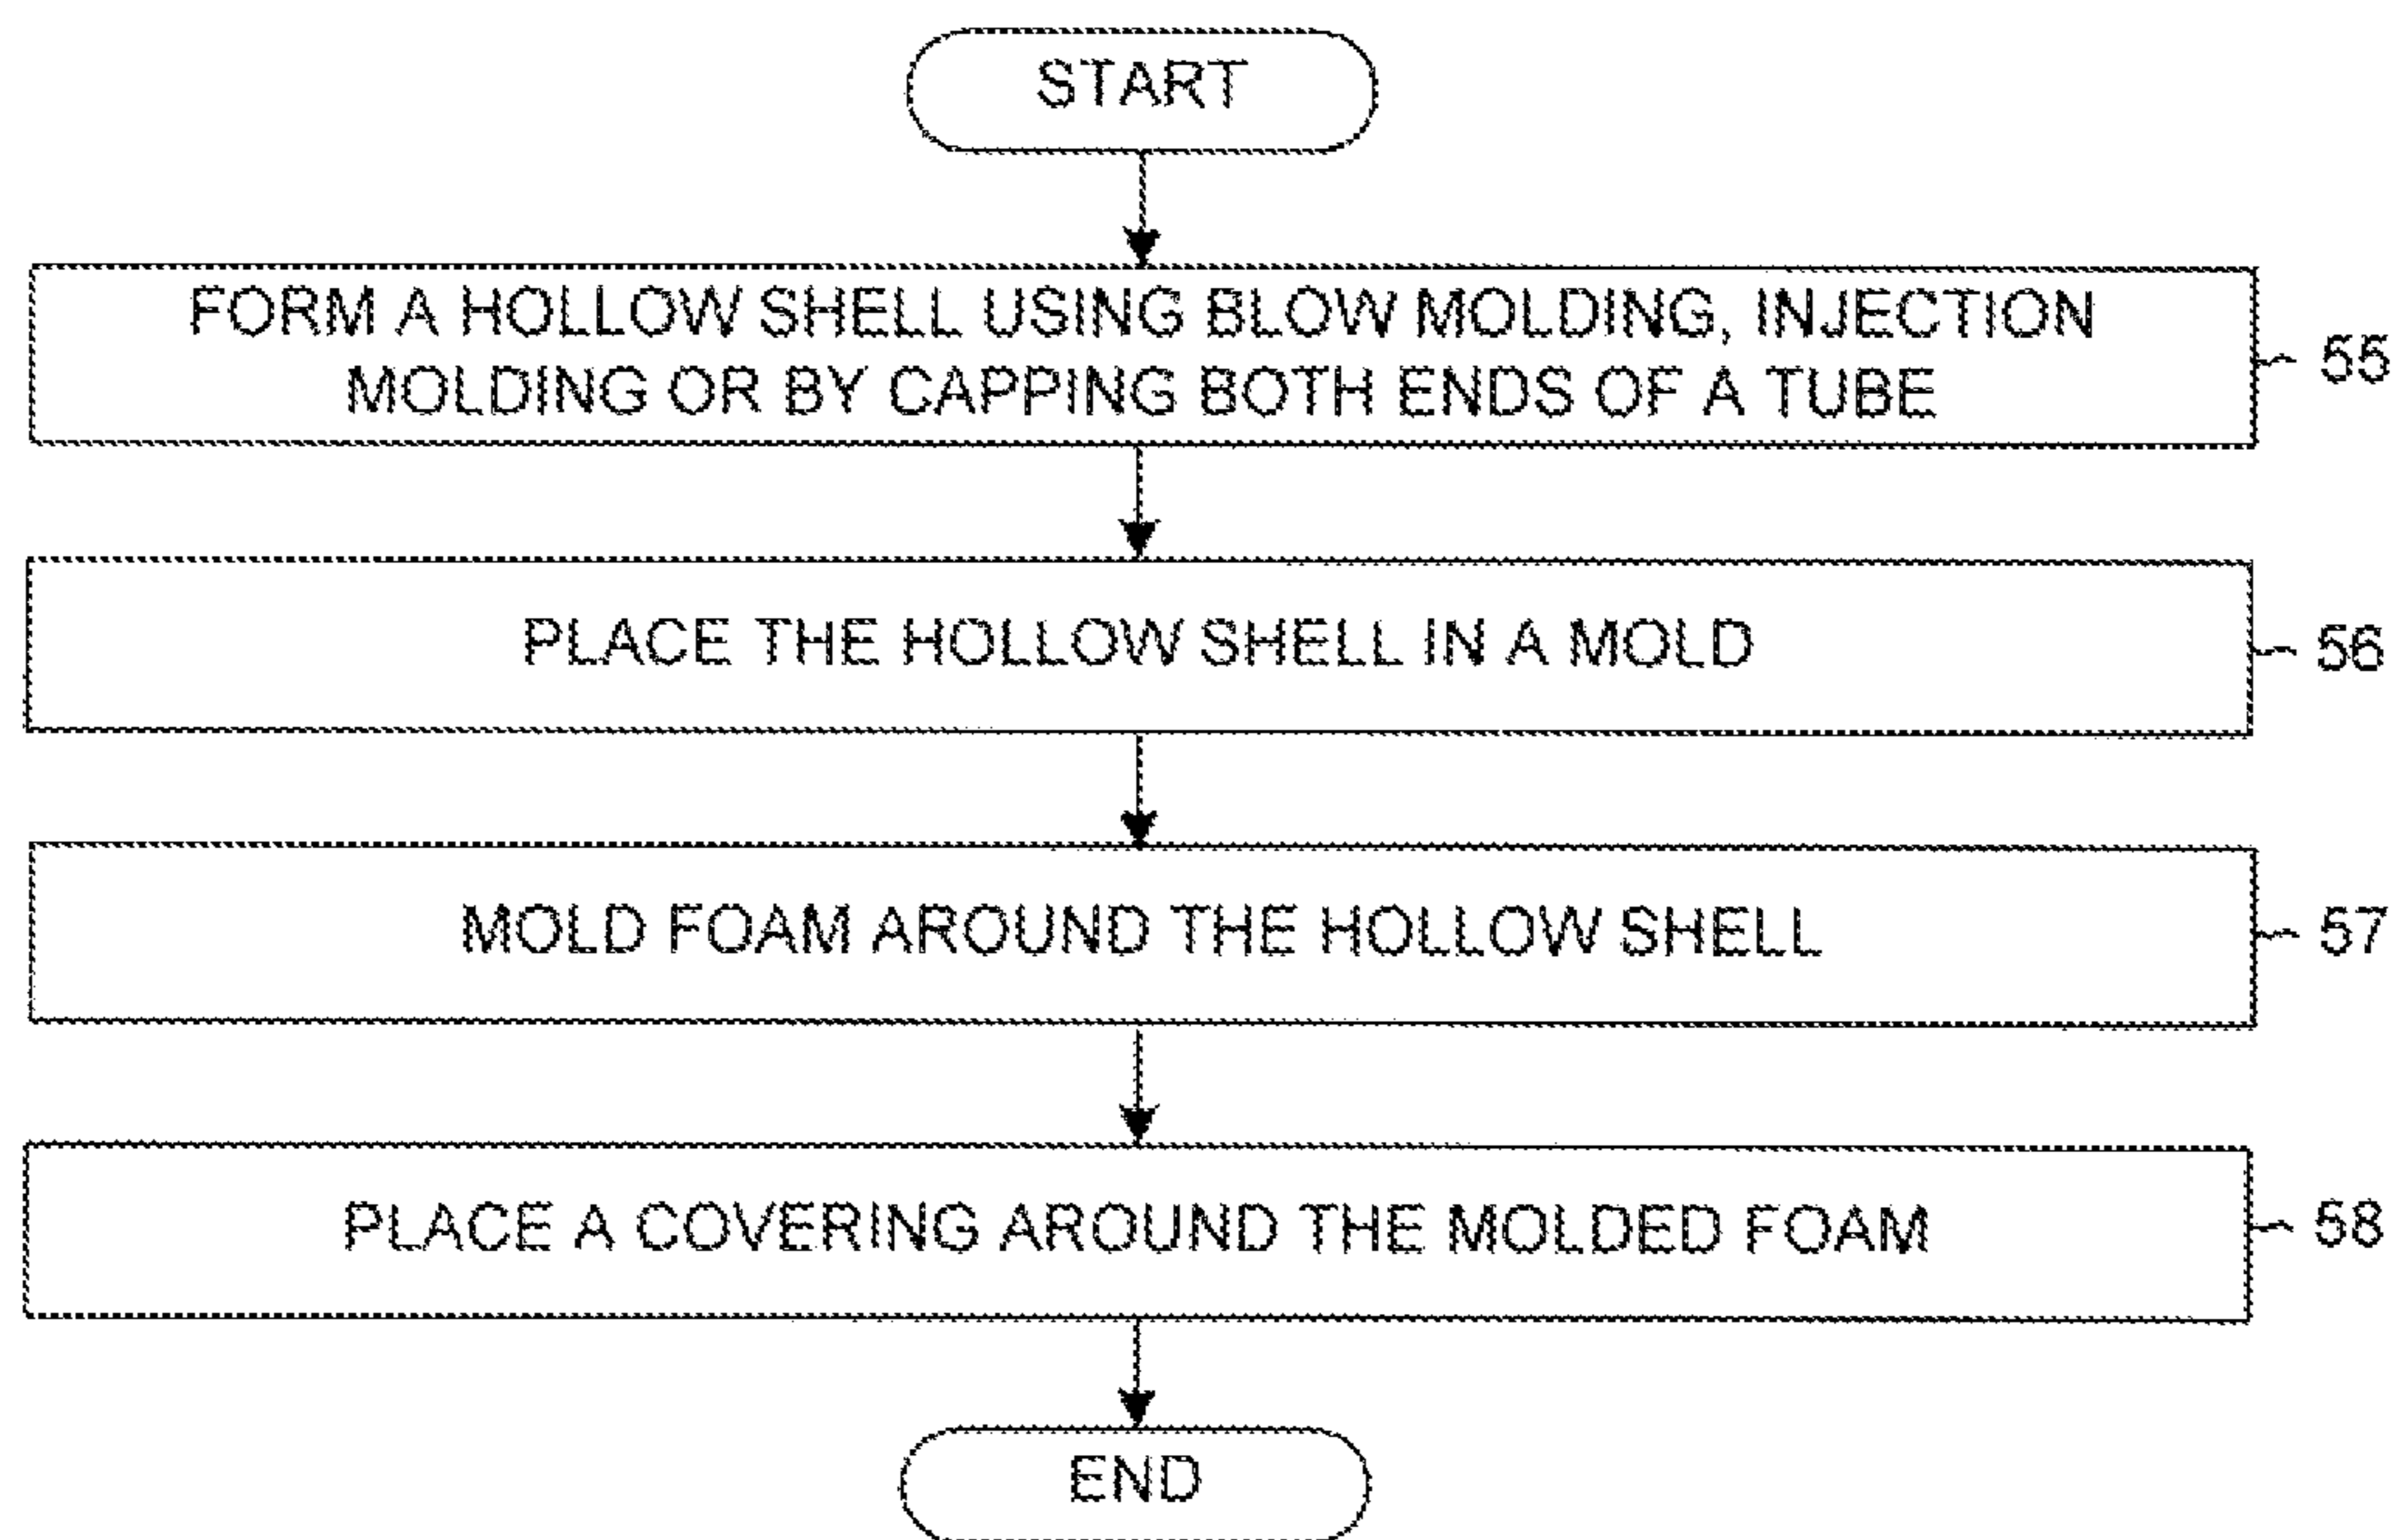 START
FORM A HOLLOW SHELL USING BLOW MOLDING, INJECTION
MOLDING OR BY CAPPING BOTH ENDS OF A TUBE
55
PLACE THE HOLLOW SHELL IN A MOLD
56
MOLD FOAM AROUND THE HOLLOW SHELL
57
PLACE A COVERING AROUND THE MOLDED FOAM
58
END